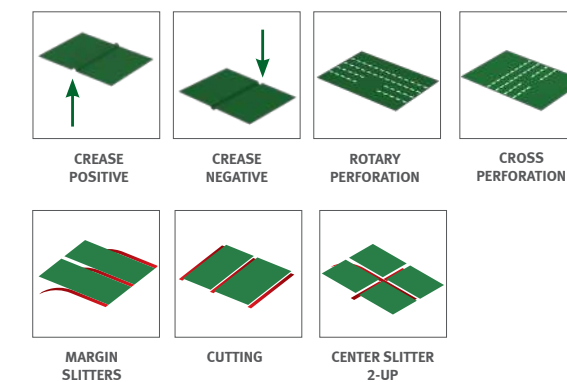 CREASE
POSITIVE
CREASE
NEGATIVE
ROTARY
PERFORATION
CROSS
PERFORATION
MARGIN
SLITTERS
CUTTING
CENTER SLITTER
2-UP